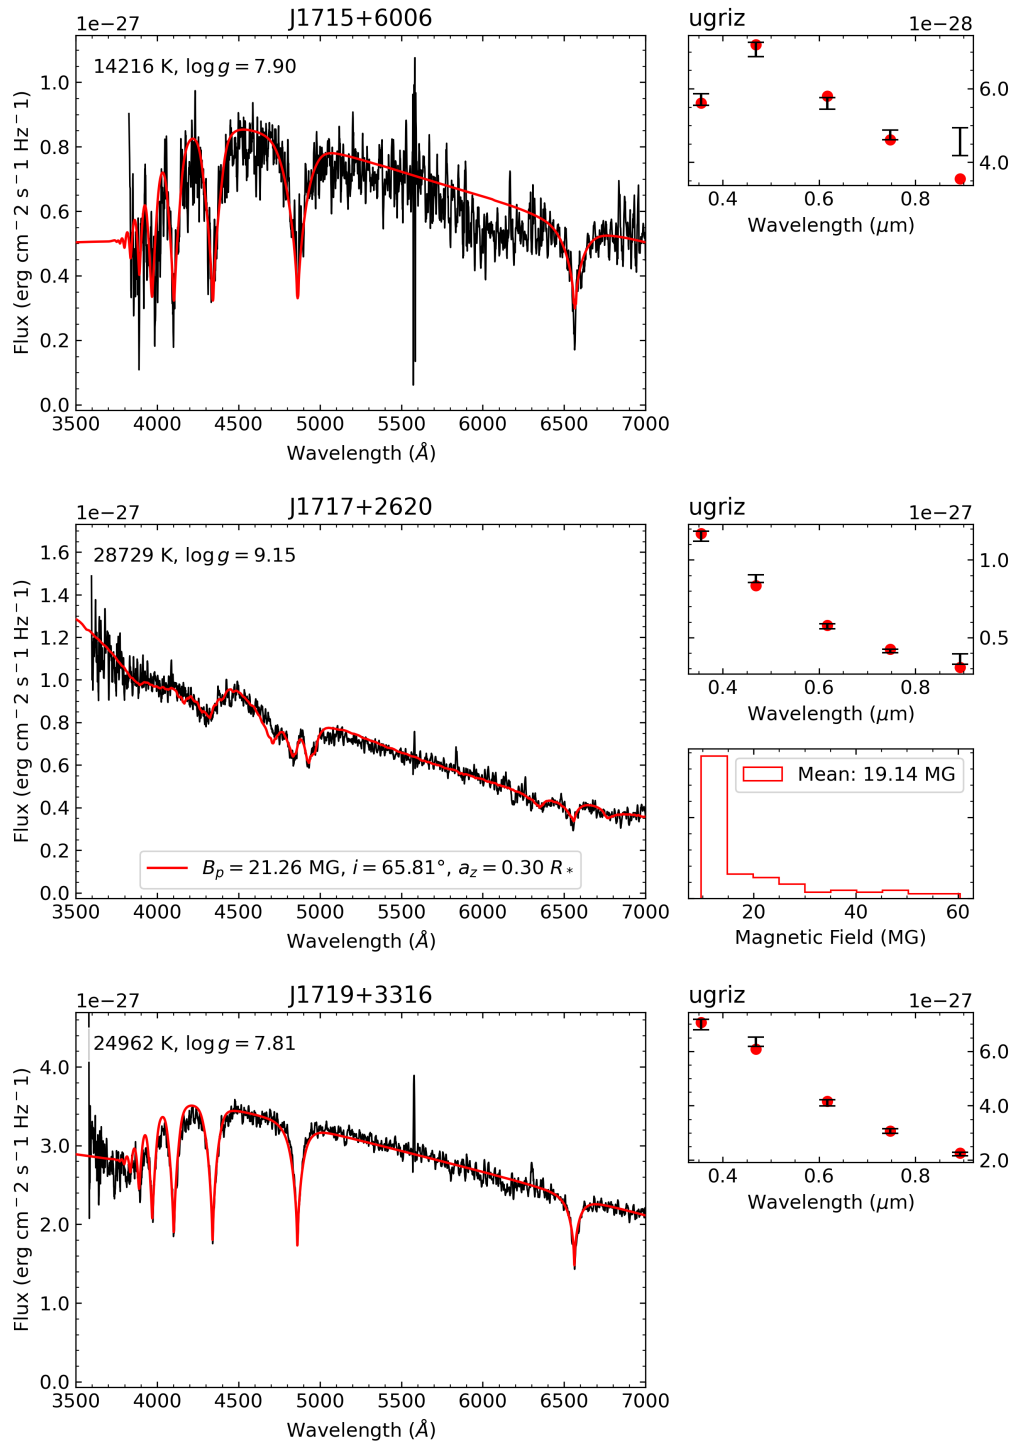 J1715+6006
1e−27
14216 K, log g = 7.90
Flux (erg cm−2 s−1 Hz−1)
1.0
0.8
0.6
0.4
0.2
0.0
3500 4000 4500 5000 5500 6000 6500 7000
Wavelength (Å)
ugriz
1e−28
6.0
4.0
0.4 0.6 0.8
Wavelength (μm)
J1717+2620
1e−27
28729 K, log g = 9.15
Flux (erg cm−2 s−1 Hz−1)
1.6
1.4
1.2
1.0
0.8
0.6
0.4
0.2
0.0
Bp = 21.26 MG, i = 65.81°, az = 0.30 R*
3500 4000 4500 5000 5500 6000 6500 7000
Wavelength (Å)
ugriz
1e−27
1.0
0.5
0.4 0.6 0.8
Wavelength (μm)
Mean: 19.14 MG
20 40 60
Magnetic Field (MG)
J1719+3316
1e−27
24962 K, log g = 7.81
Flux (erg cm−2 s−1 Hz−1)
4.0
3.0
2.0
1.0
0.0
3500 4000 4500 5000 5500 6000 6500 7000
Wavelength (Å)
ugriz
1e−27
6.0
4.0
2.0
0.4 0.6 0.8
Wavelength (μm)